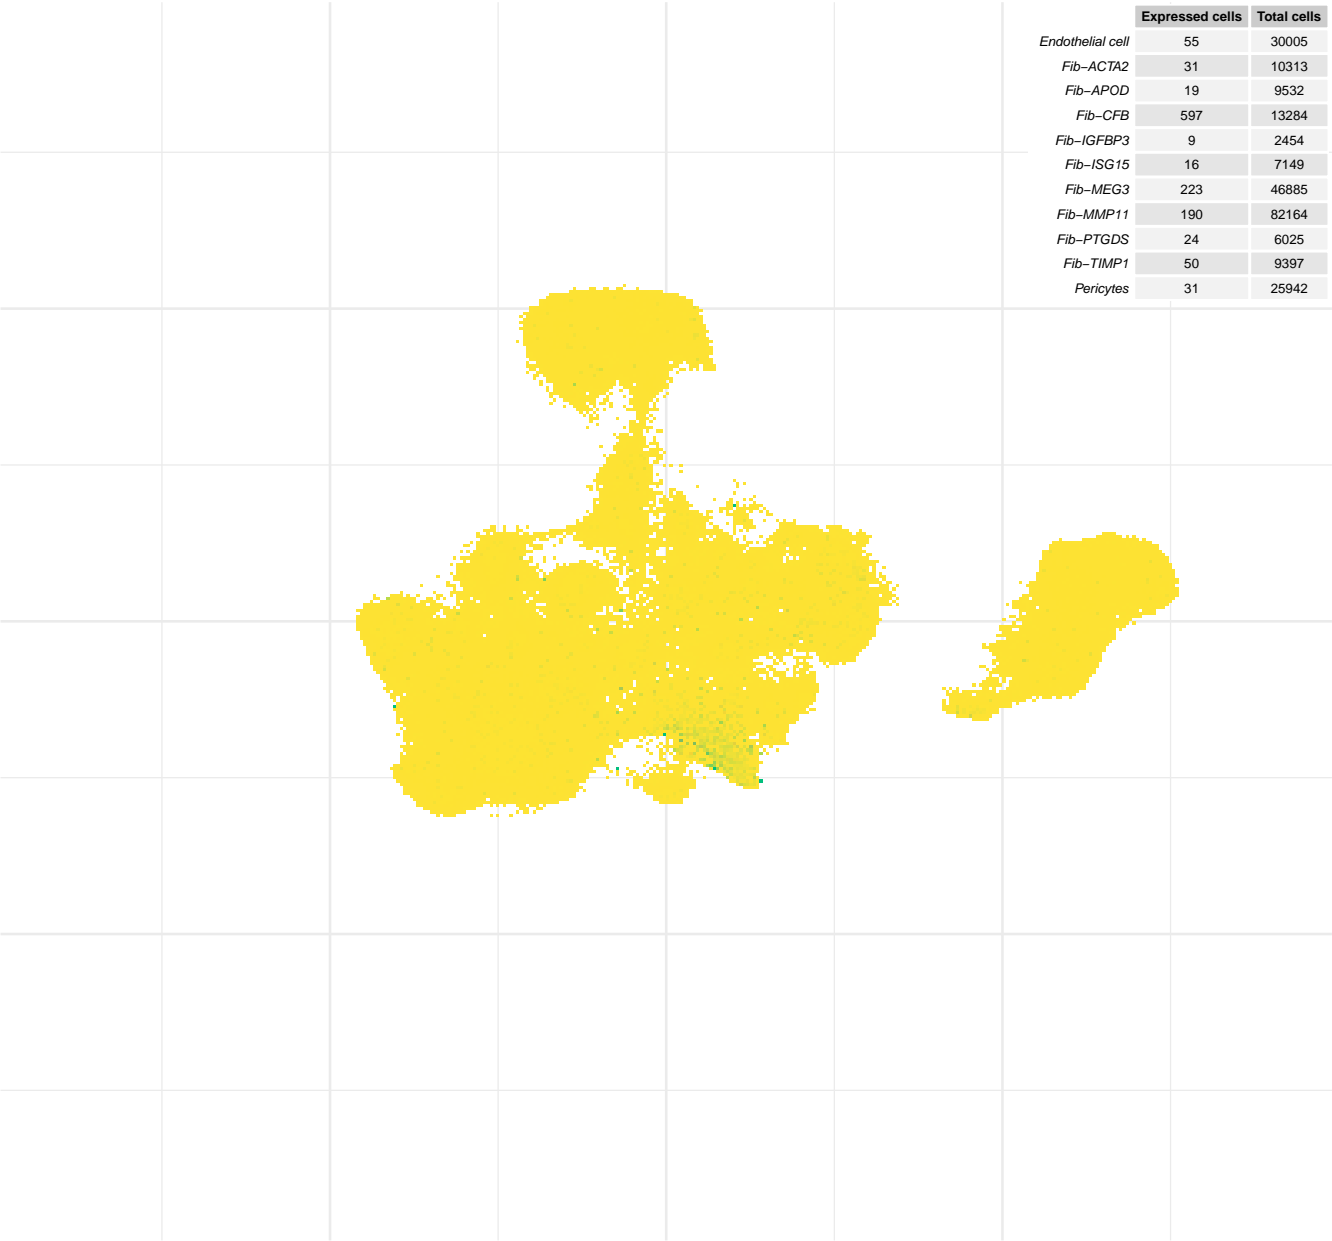 Expressed cells Total cells
Endothelial cell 55 30005
Fib−ACTA2 31 10313
Fib−APOD 19 9532
Fib−CFB 597 13284
Fib−IGFBP3 9 2454
Fib−ISG15 16 7149
Fib−MEG3 223 46885
Fib−MMP11 190 82164
Fib−PTGDS 24 6025
Fib−TIMP1 50 9397
Pericytes 31 25942